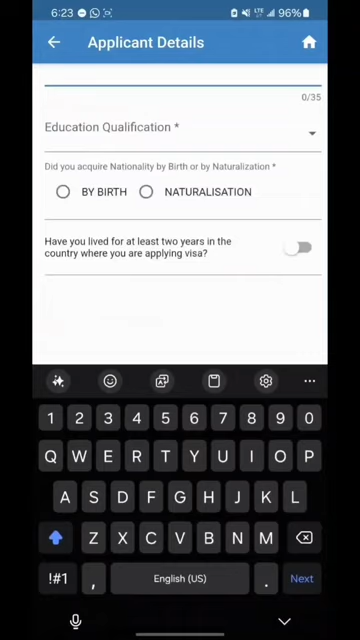 6:23 LTE 96%
Applicant Details
0/35
Education Qualification *
Did you acquire Nationality by Birth or by Naturalization *
BY BIRTH NATURALISATION
Have you lived for at least two years in the
country where you are applying visa?
1 2 3 4 5 6 7 8 9 0
Q W E R T Y U I O P
A S D F G H J K L
Z X C V B N M
!#1 , English (US) . Next